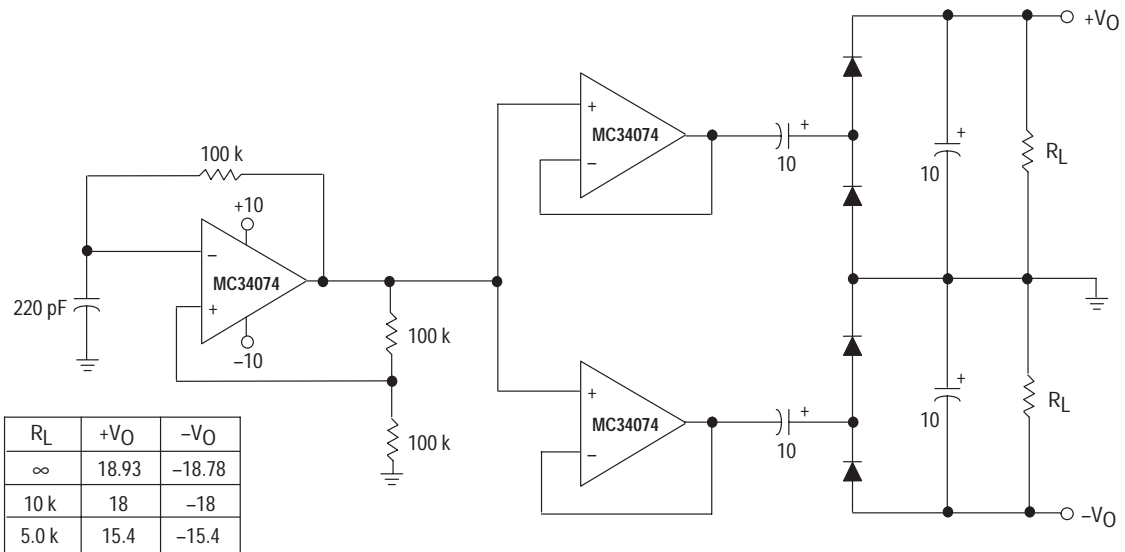 +VO
+
MC34074
−
+
10
+
10
RL
100 k
+10
−
MC34074
+
−10
220 pF
100 k
100 k
+
MC34074
−
+
10
+
10
RL
−VO
RL +VO −VO
∞ 18.93 −18.78
10 k 18 −18
5.0 k 15.4 −15.4